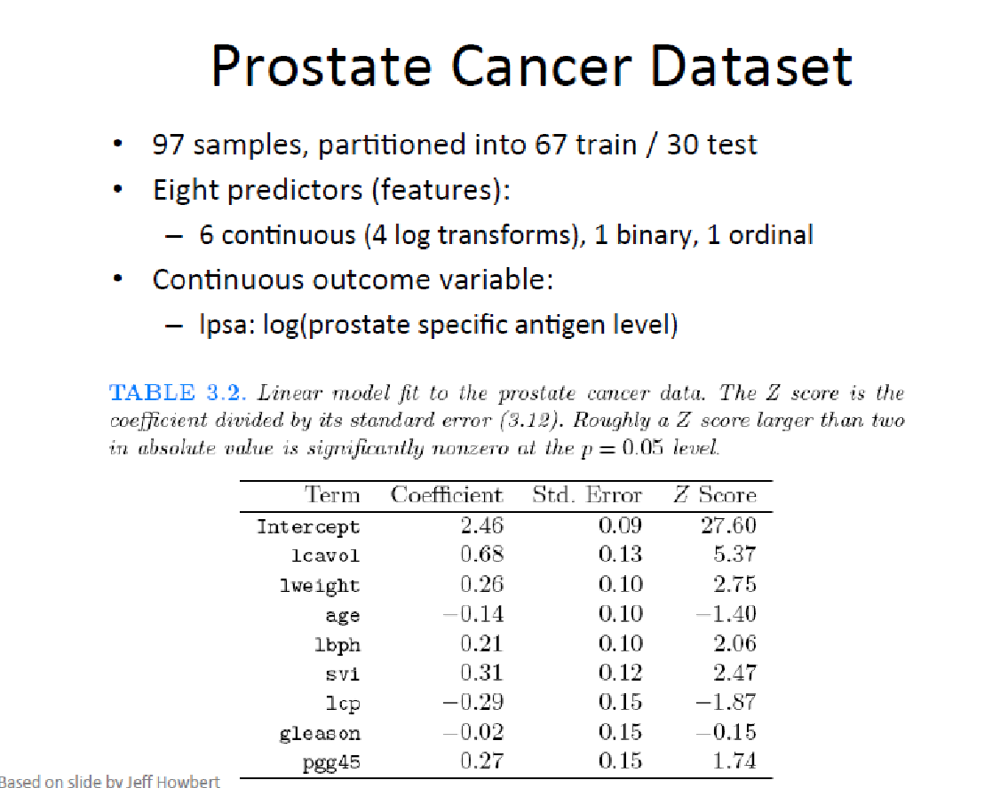 Prostate Cancer Dataset
• 97 samples, partitioned into 67 train / 30 test
• Eight predictors (features):
– 6 continuous (4 log transforms), 1 binary, 1 ordinal
• Continuous outcome variable:
– lpsa: log(prostate specific antigen level)
TABLE 3.2. Linear model fit to the prostate cancer data. The Z score is the
coefficient divided by its standard error (3.12). Roughly a Z score larger than two
in absolute value is significantly nonzero at the p = 0.05 level.
Term Coefficient Std. Error Z Score
Intercept 2.46 0.09 27.60
lcavol 0.68 0.13 5.37
lweight 0.26 0.10 2.75
age −0.14 0.10 −1.40
lbph 0.21 0.10 2.06
svi 0.31 0.12 2.47
lcp −0.29 0.15 −1.87
gleason −0.02 0.15 −0.15
pgg45 0.27 0.15 1.74
Based on slide by Jeff Howbert